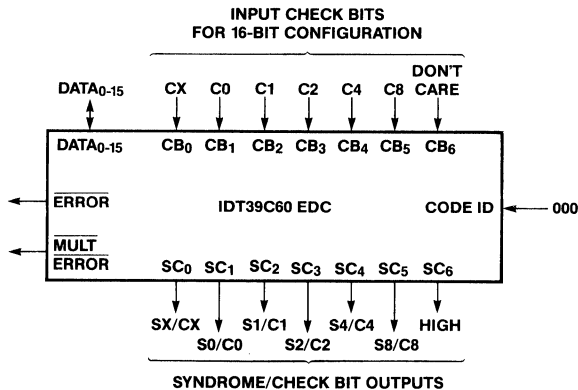 INPUT CHECK BITS
FOR 16-BIT CONFIGURATION
DATA0-15 CX C0 C1 C2 C4 C8 DON'T CARE
DATA0-15 CB0 CB1 CB2 CB3 CB4 CB5 CB6
ERROR IDT39C60 EDC CODE ID 000
MULT
ERROR SC0 SC1 SC2 SC3 SC4 SC5 SC6
SX/CX S1/C1 S4/C4 HIGH
S0/C0 S2/C2 S8/C8
SYNDROME/CHECK BIT OUTPUTS